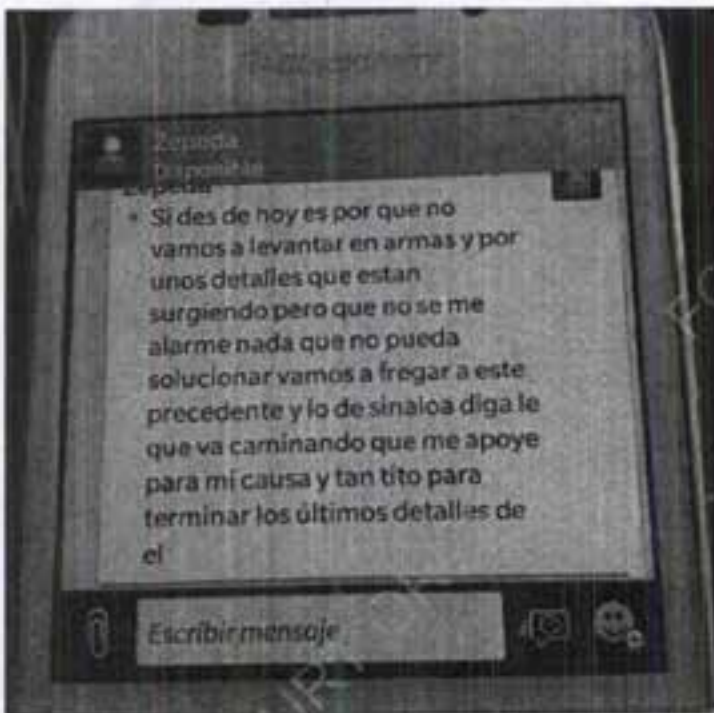 Zepeda
Disponible
Zepeda
• Si des de hoy es por que no
vamos a levantar en armas y por
unos detalles que estan
surgiendo pero que no se me
alarme nada que no pueda
solucionar vamos a fregar a este
precedente y lo de sinaloa diga le
que va caminando que me apoye
para mi causa y tan tito para
terminar los últimos detalles de
el
Escribir mensaje